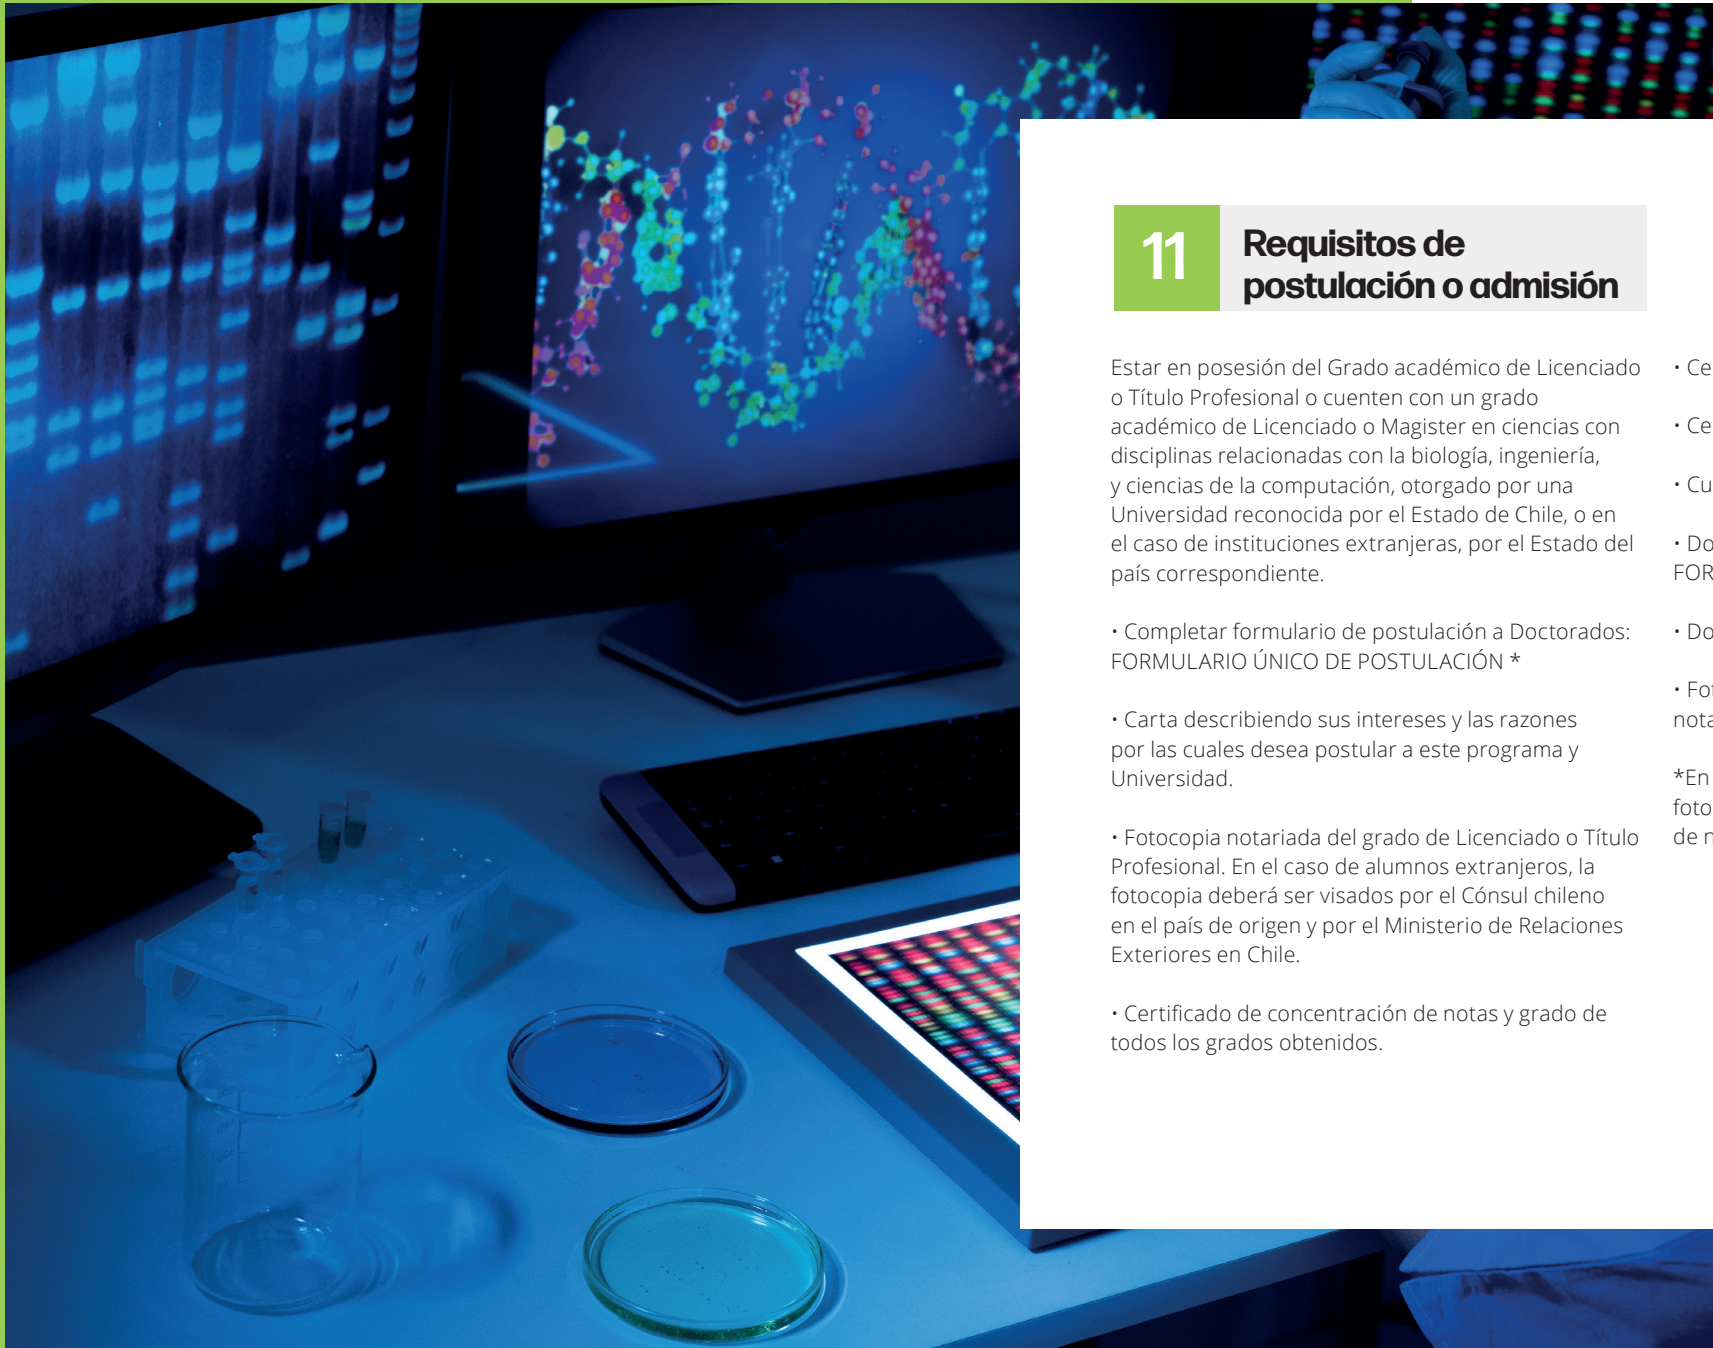 11
Requisitos de
postulación o admisión
Estar en posesión del Grado académico de Licenciado
o Título Profesional o cuenten con un grado
académico de Licenciado o Magister en ciencias con
disciplinas relacionadas con la biología, ingeniería,
y ciencias de la computación, otorgado por una
Universidad reconocida por el Estado de Chile, o en
el caso de instituciones extranjeras, por el Estado del
país correspondiente.
• Completar formulario de postulación a Doctorados:
FORMULARIO ÚNICO DE POSTULACIÓN *
• Carta describiendo sus intereses y las razones
por las cuales desea postular a este programa y
Universidad.
• Fotocopia notariada del grado de Licenciado o Título
Profesional. En el caso de alumnos extranjeros, la
fotocopia deberá ser visados por el Cónsul chileno
en el país de origen y por el Ministerio de Relaciones
Exteriores en Chile.
• Certificado de concentración de notas y grado de
todos los grados obtenidos.
*En
de